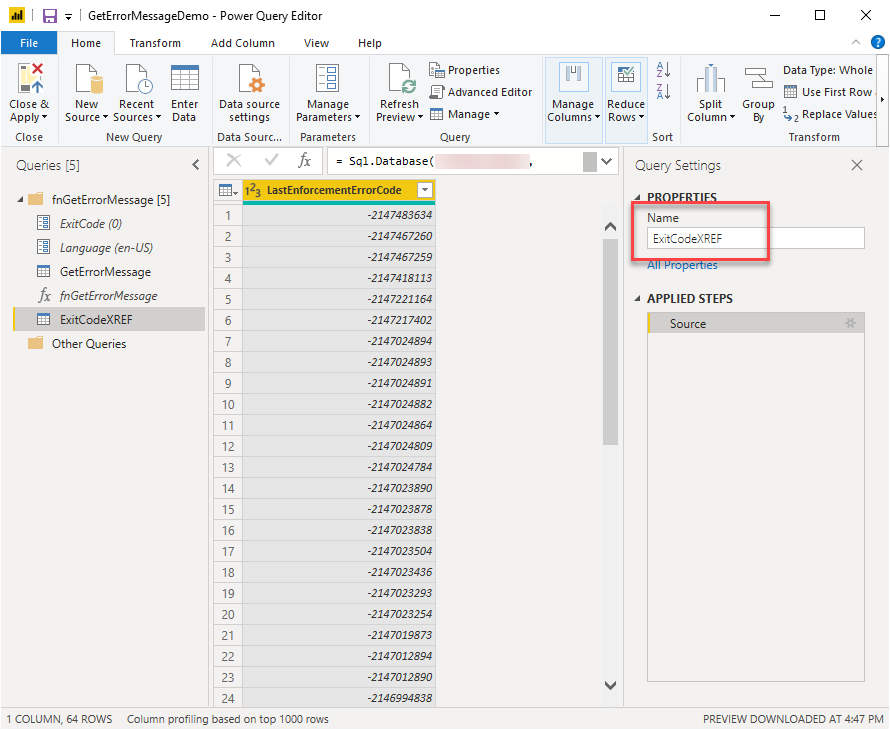 GetErrorMessageDemo - Power Query Editor
File Home Transform Add Column View Help
Close & Apply
New Source
Recent Sources
Enter Data
Data source settings
Manage Parameters
Refresh Preview
Properties
Advanced Editor
Manage
Manage Columns
Reduce Rows
Split Column
Group By
Data Type: Whole
Use First Row
Replace Values
Close New Query Data Sourc... Parameters Query Sort Transform
Queries [5]
fnGetErrorMessage [5]
ExitCode (0)
Language (en-US)
GetErrorMessage
fx fnGetErrorMessage
ExitCodeXREF
Other Queries
fx = Sql.Database( ,
1²3 LastEnforcementErrorCode
1 -2147483634
2 -2147467260
3 -2147467259
4 -2147418113
5 -2147221164
6 -2147217402
7 -2147024894
8 -2147024893
9 -2147024891
10 -2147024882
11 -2147024864
12 -2147024809
13 -2147024784
14 -2147023890
15 -2147023878
16 -2147023838
17 -2147023504
18 -2147023436
19 -2147023293
20 -2147023254
21 -2147019873
22 -2147012894
23 -2147012890
24 -2146994838
Query Settings
PROPERTIES
Name
ExitCodeXREF
All Properties
APPLIED STEPS
Source
1 COLUMN, 64 ROWS Column profiling based on top 1000 rows PREVIEW DOWNLOADED AT 4:47 PM